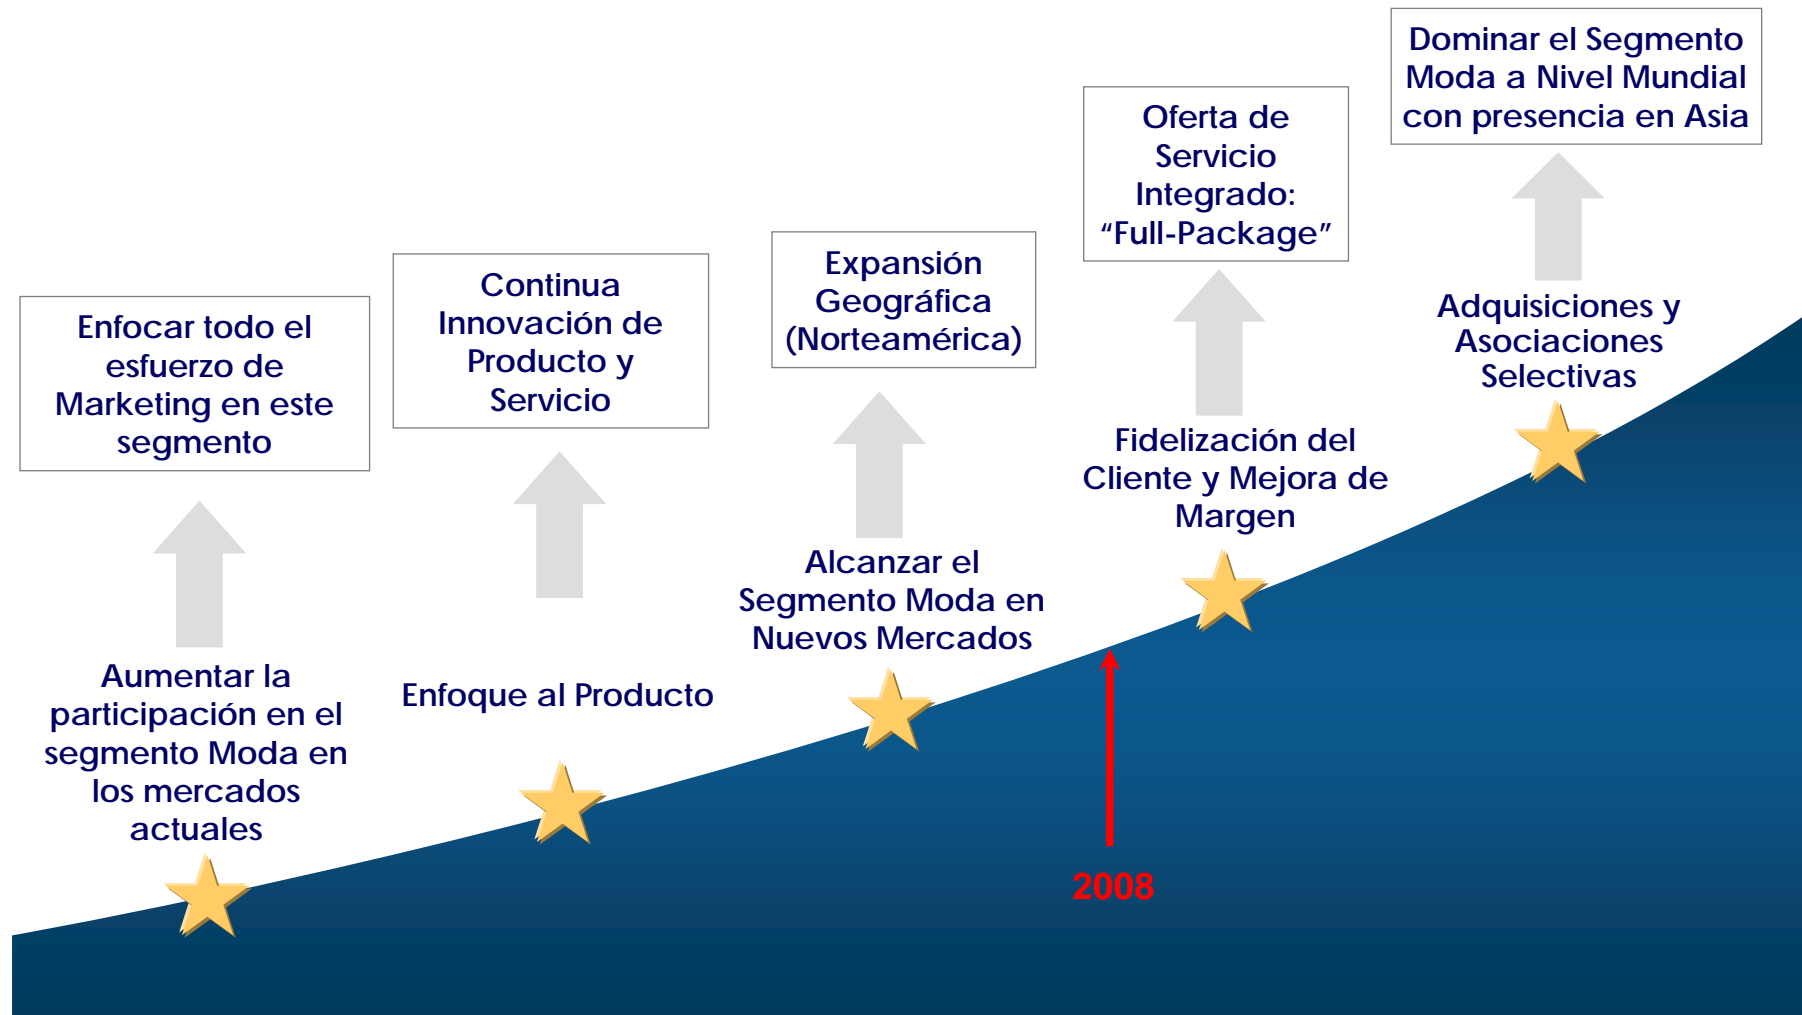 Enfocar todo el
esfuerzo de
Marketing en este
segmento
Aumentar la
participación en el
segmento Moda en
los mercados
actuales
Continua
Innovación de
Producto y
Servicio
Enfoque al Producto
Expansión
Geográfica
(Norteamérica)
Alcanzar el
Segmento Moda en
Nuevos Mercados
Oferta de
Servicio
Integrado:
“Full-Package”
Fidelización del
Cliente y Mejora de
Margen
Dominar el Segmento
Moda a Nivel Mundial
con presencia en Asia
Adquisiciones y
Asociaciones
Selectivas
2008